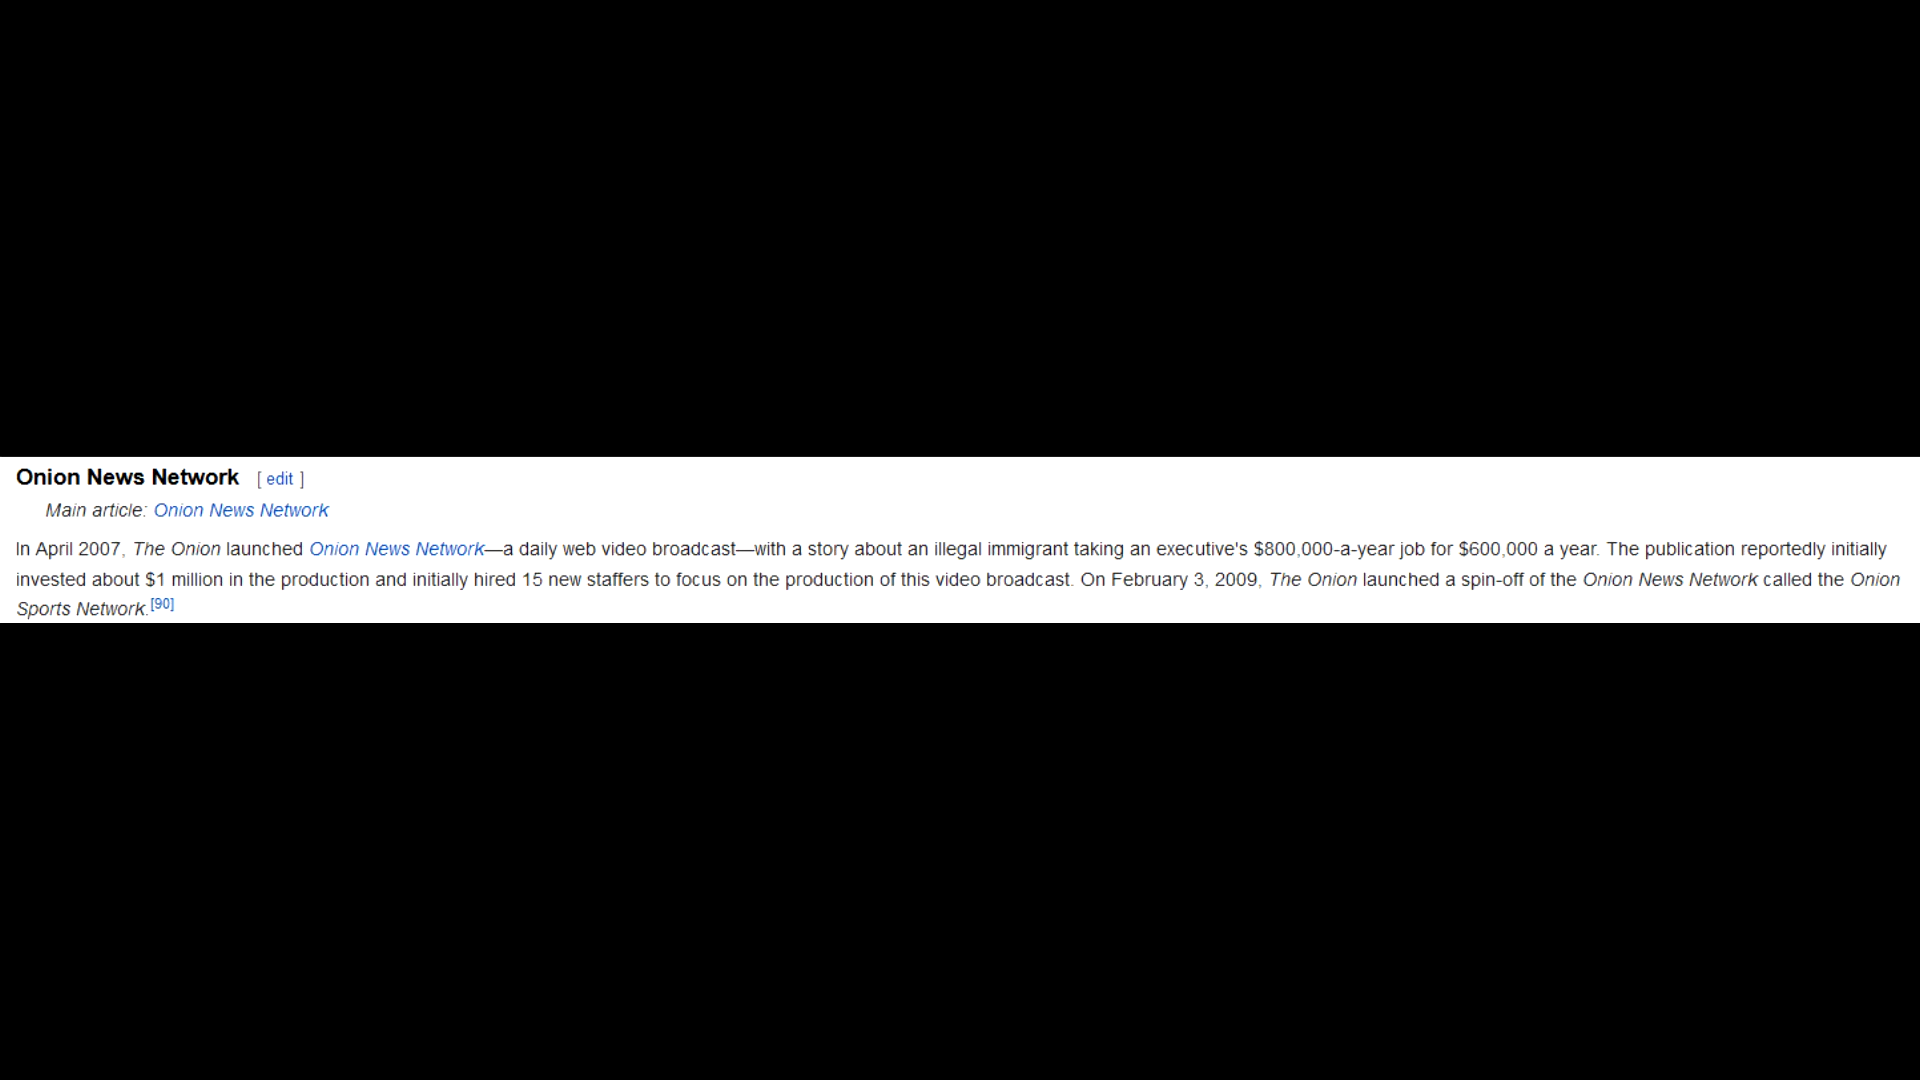 Onion News Network [ edit ]
Main article: Onion News Network
In April 2007, The Onion launched Onion News Network—a daily web video broadcast—with a story about an illegal immigrant taking an executive's $800,000-a-year job for $600,000 a year. The publication reportedly initially
invested about $1 million in the production and initially hired 15 new staffers to focus on the production of this video broadcast. On February 3, 2009, The Onion launched a spin-off of the Onion News Network called the Onion
Sports Network.[90]